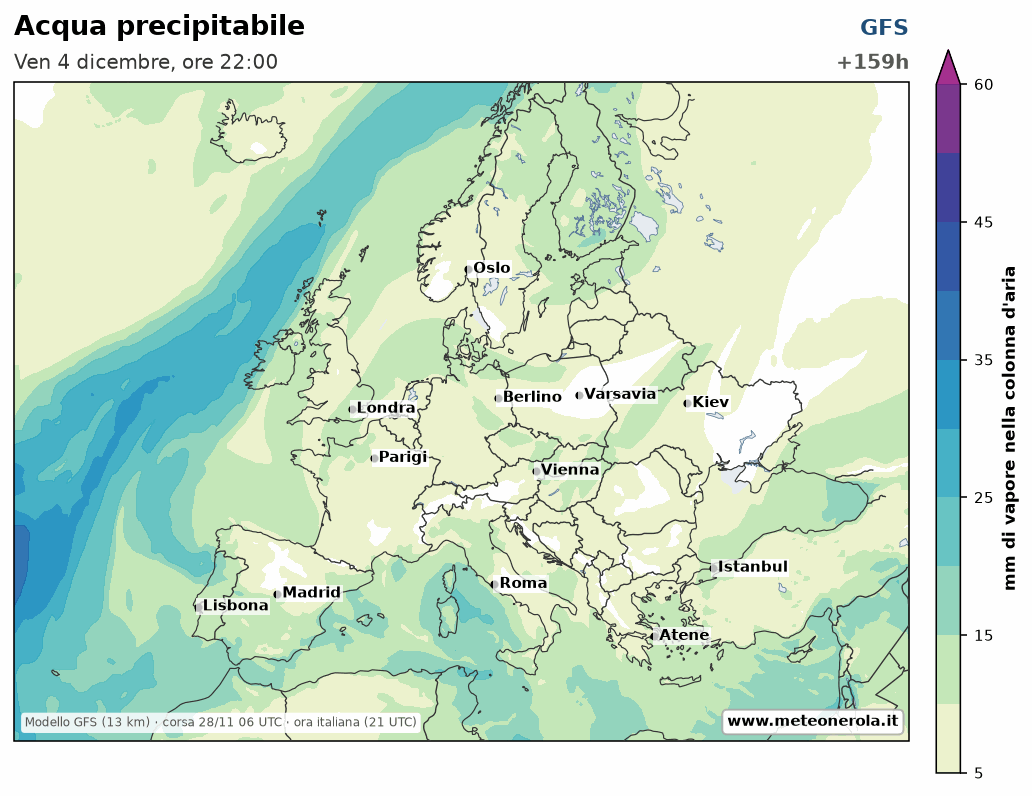 Acqua precipitabile
GFS
Ven 4 dicembre, ore 22:00
+159h
60
45
35
25
15
5
mm di vapore nella colonna d'aria
Oslo
Berlino
Varsavia
Kiev
Londra
Parigi
Vienna
Istanbul
Roma
Madrid
Lisbona
Atene
Modello GFS (13 km) · corsa 28/11 06 UTC · ora italiana (21 UTC)
www.meteonerola.it